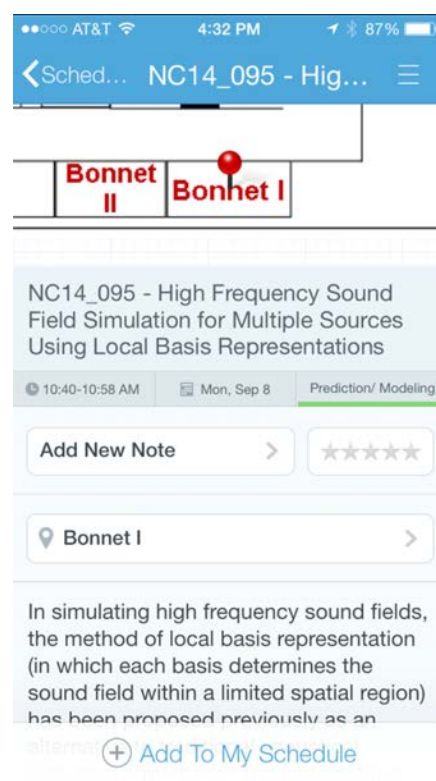 AT&T 4:32 PM 87%
Sched... NC14_095 - Hig...
Bonnet
II
Bonnet I
NC14_095 - High Frequency Sound
Field Simulation for Multiple Sources
Using Local Basis Representations
10:40-10:58 AM Mon, Sep 8 Prediction/ Modeling
Add New Note
Bonnet I
In simulating high frequency sound fields,
the method of local basis representation
(in which each basis determines the
sound field within a limited spatial region)
has been proposed previously as an
Add To My Schedule